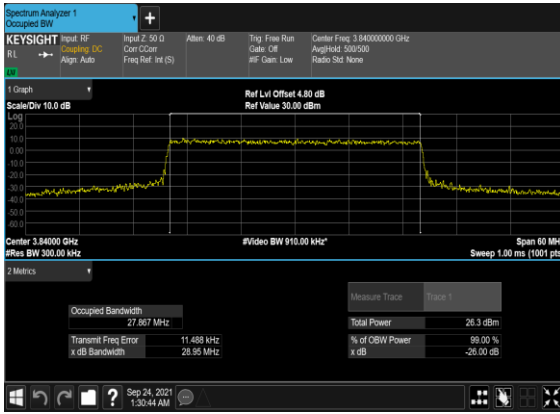 Spectrum Analyzer 1
Occupied BW
+
KEYSIGHT Input: RF Input Z: 50 Ω Atten: 40 dB Trig: Free Run Center Freq: 3.840000000 GHz
RL Coupling: DC Corr CCorr Gate: Off Avg|Hold: 500/500
Align: Auto Freq Ref: Int (S) #IF Gain: Low Radio Std: None
1 Graph
Ref Lvl Offset 4.80 dB
Scale/Div 10.0 dB Ref Value 30.00 dBm
Log
20.0
10.0
0.00
-10.0
-20.0
-30.0
-40.0
-50.0
-60.0
Center 3.84000 GHz #Video BW 910.00 kHz* Span 60 MH
#Res BW 300.00 kHz Sweep 1.00 ms (1001 pts
2 Metrics
Measure Trace Trace 1
Occupied Bandwidth
27.867 MHz Total Power 26.3 dBm
Transmit Freq Error 11.488 kHz % of OBW Power 99.00 %
x dB Bandwidth 28.95 MHz x dB -26.00 dB
? Sep 24, 2021
1:30:44 AM